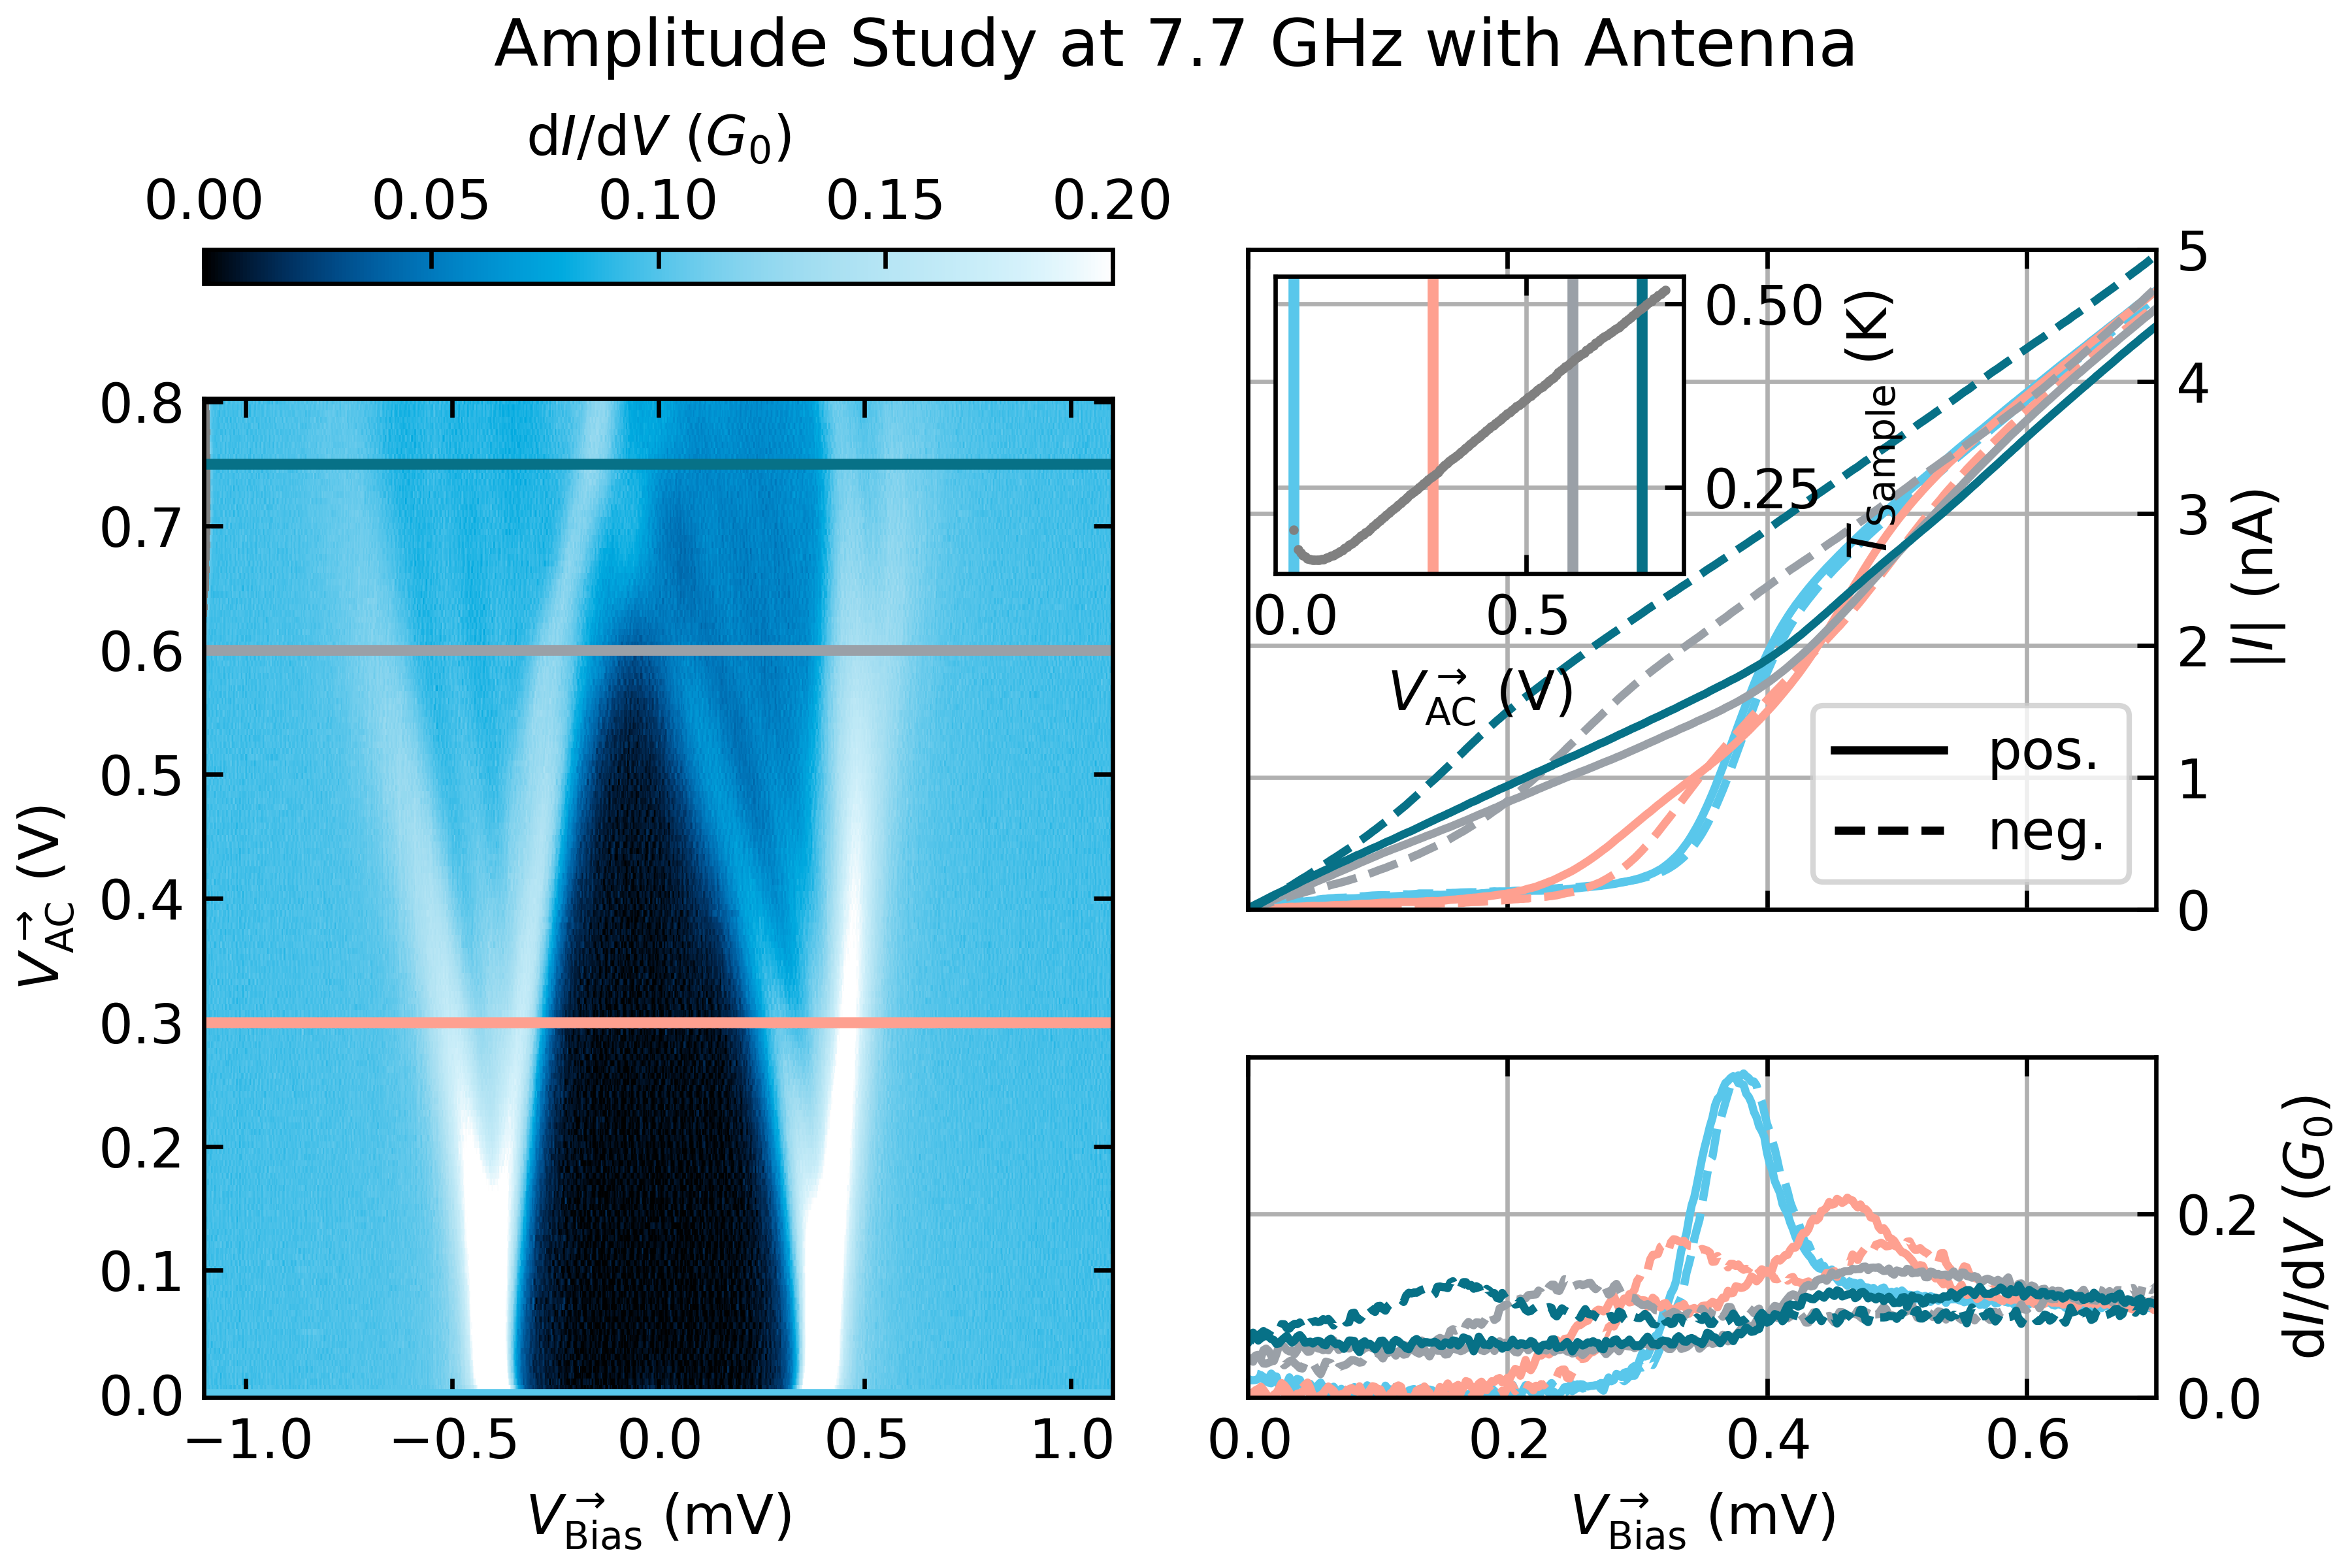 Amplitude Study at 7.7 GHz with Antenna
dI/dV (G₀)
0.00 0.05 0.10 0.15 0.20
V→AC (V)
0.8
0.7
0.6
0.5
0.4
0.3
0.2
0.1
0.0
−1.0 −0.5 0.0 0.5 1.0
V→Bias (mV)
0.50
0.25
TSample (K)
0.0 0.5
V→AC (V)
5
4
3
2
1
0
|I| (nA)
pos.
neg.
0.2
0.0
dI/dV (G₀)
0.0 0.2 0.4 0.6
V→Bias (mV)